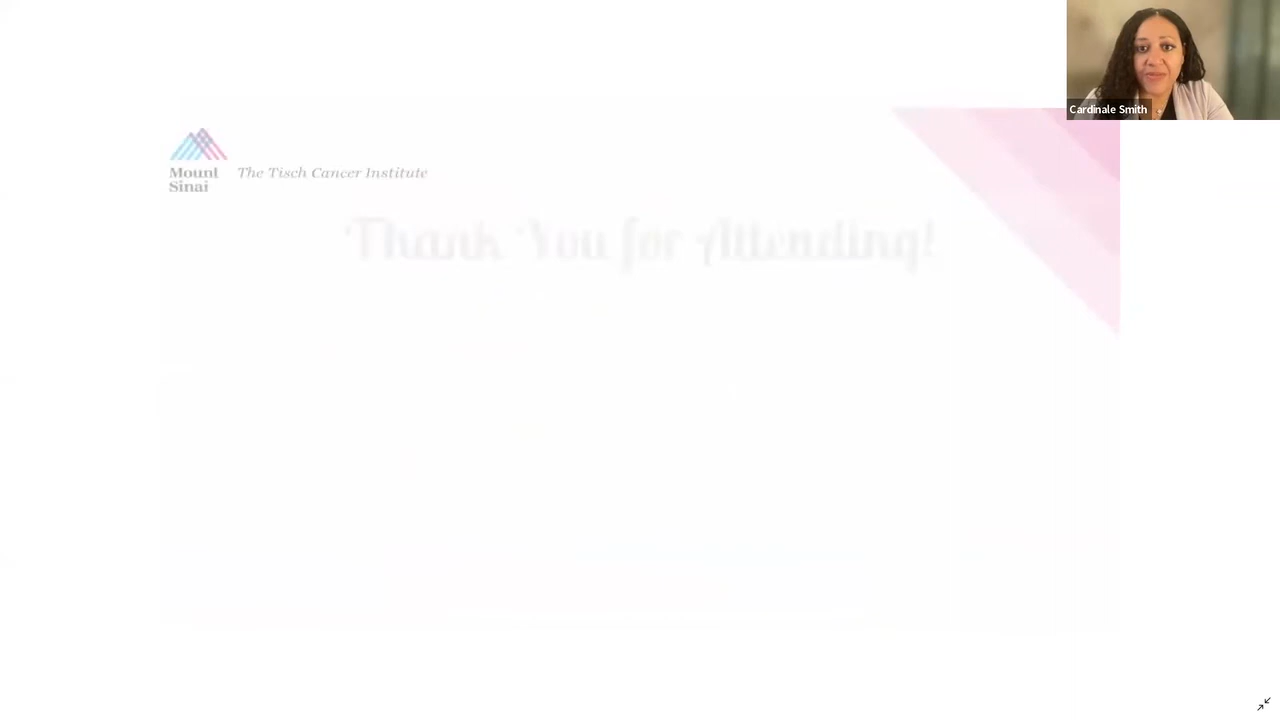 Cardinale Smith
Mount
Sinai
The Tisch Cancer Institute
Thank You for Attending!